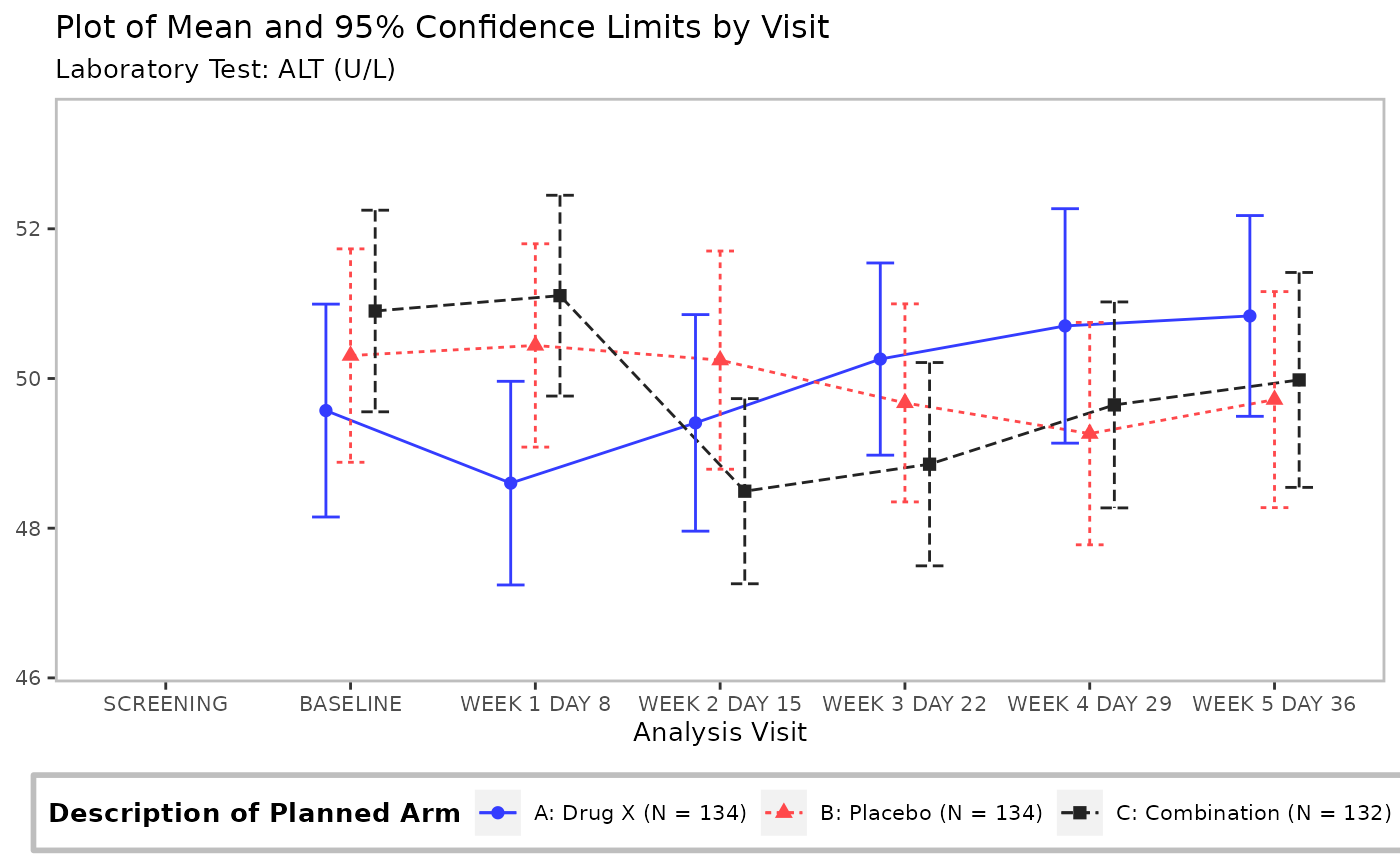 Plot of Mean and 95% Confidence Limits by Visit
Laboratory Test: ALT (U/L)
52
50
48
46
SCREENING BASELINE WEEK 1 DAY 8 WEEK 2 DAY 15 WEEK 3 DAY 22 WEEK 4 DAY 29 WEEK 5 DAY 36
Analysis Visit
Description of Planned Arm A: Drug X (N = 134) B: Placebo (N = 134) C: Combination (N = 132)